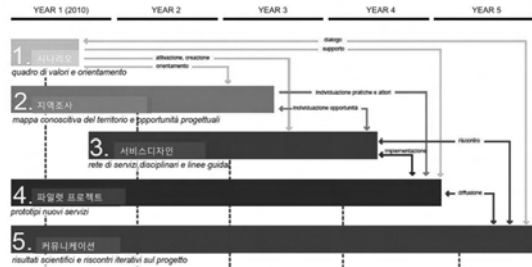 YEAR 1 (2010) YEAR 2 YEAR 3 YEAR 4 YEAR 5
dialogo
supporto
1. 시나리오
attivazione, creazione
orientamento
quadro di valori e orientamento
2. 지역조사
individuazione pratiche e attori
individuazione opportunità
mappa conoscitiva del territorio e opportunità progettuali
3. 서비스디자인
riscontro
implementazione
rete di servizi disciplinari e linee guida
4. 파일럿 프로젝트
diffusione
prototipi nuovi servizi
5. 커뮤니케이션
risultati scientifici e riscontri iterativi sul progetto